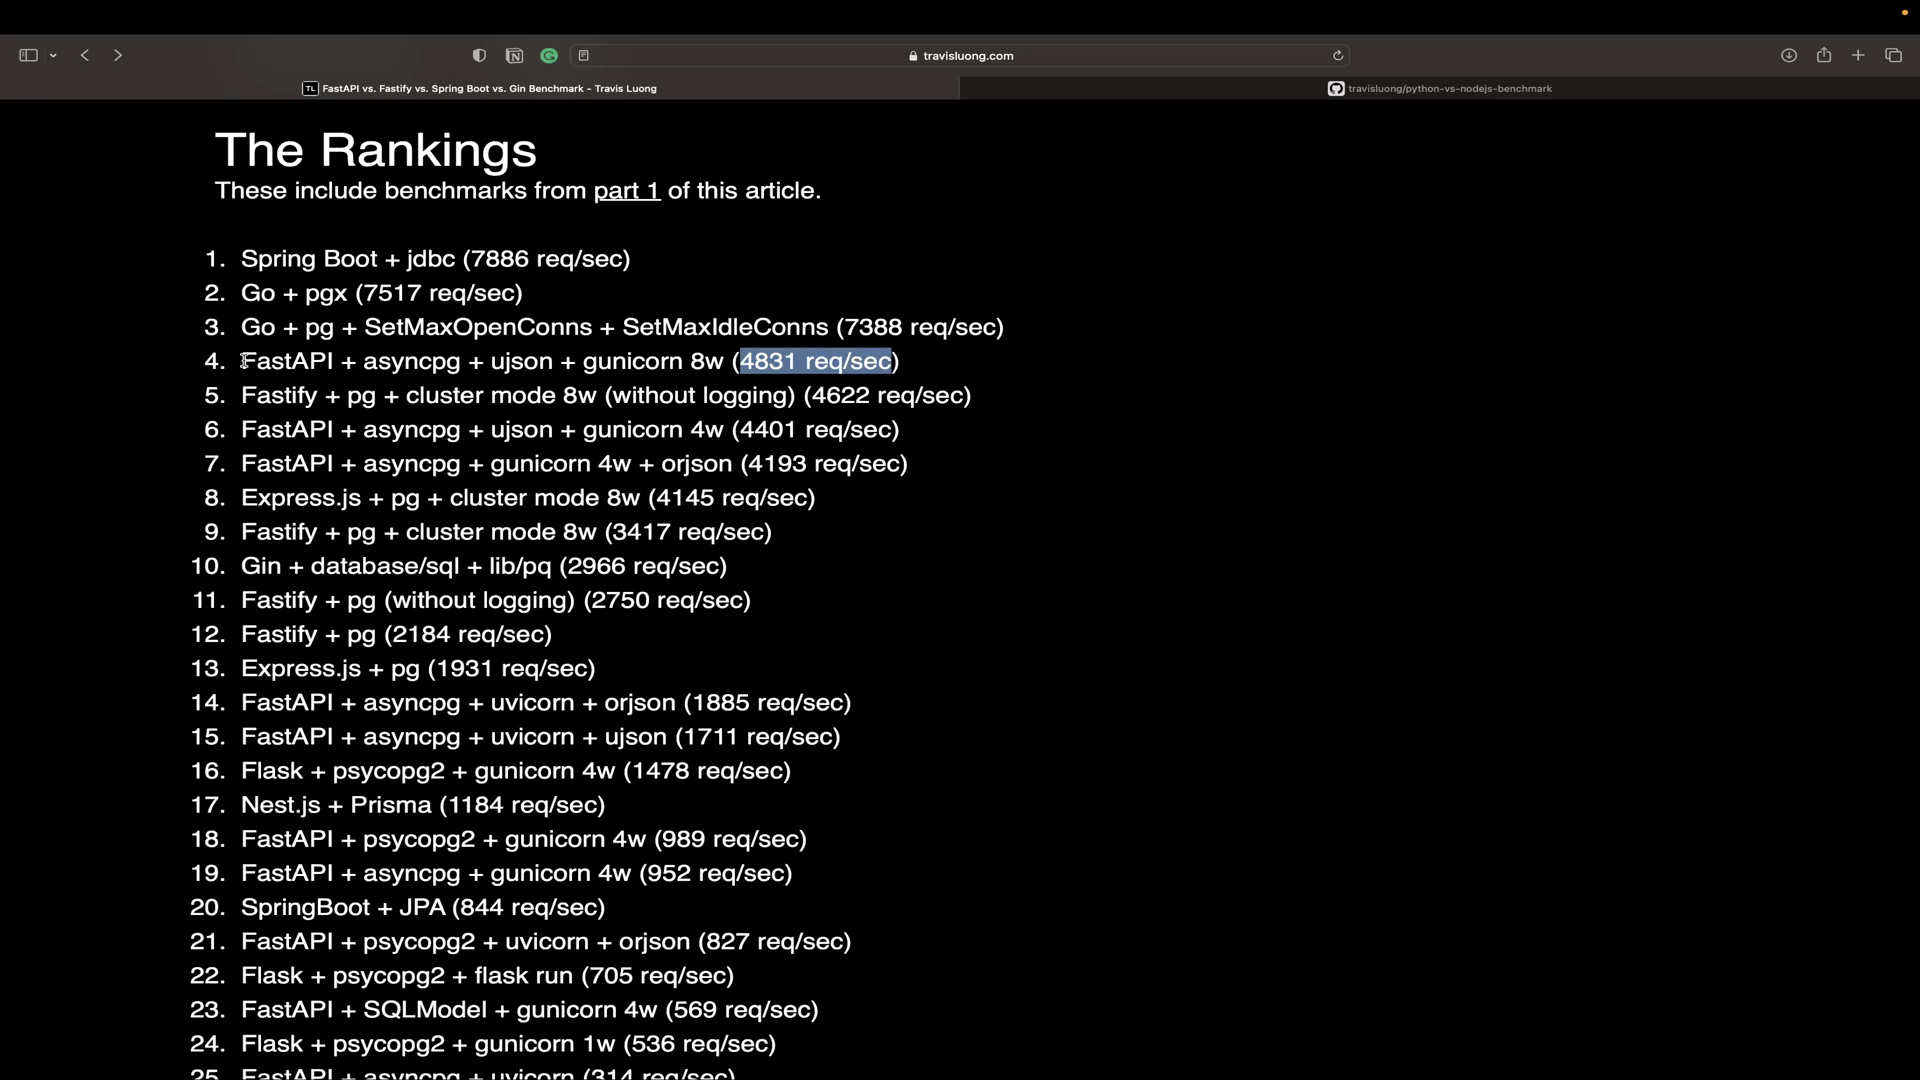 travisluong.com
TL FastAPI vs. Fastify vs. Spring Boot vs. Gin Benchmark - Travis Luong
travisluong/python-vs-nodejs-benchmark
The Rankings
These include benchmarks from part 1 of this article.
1. Spring Boot + jdbc (7886 req/sec)
2. Go + pgx (7517 req/sec)
3. Go + pg + SetMaxOpenConns + SetMaxIdleConns (7388 req/sec)
4. FastAPI + asyncpg + ujson + gunicorn 8w (4831 req/sec)
5. Fastify + pg + cluster mode 8w (without logging) (4622 req/sec)
6. FastAPI + asyncpg + ujson + gunicorn 4w (4401 req/sec)
7. FastAPI + asyncpg + gunicorn 4w + orjson (4193 req/sec)
8. Express.js + pg + cluster mode 8w (4145 req/sec)
9. Fastify + pg + cluster mode 8w (3417 req/sec)
10. Gin + database/sql + lib/pq (2966 req/sec)
11. Fastify + pg (without logging) (2750 req/sec)
12. Fastify + pg (2184 req/sec)
13. Express.js + pg (1931 req/sec)
14. FastAPI + asyncpg + uvicorn + orjson (1885 req/sec)
15. FastAPI + asyncpg + uvicorn + ujson (1711 req/sec)
16. Flask + psycopg2 + gunicorn 4w (1478 req/sec)
17. Nest.js + Prisma (1184 req/sec)
18. FastAPI + psycopg2 + gunicorn 4w (989 req/sec)
19. FastAPI + asyncpg + gunicorn 4w (952 req/sec)
20. SpringBoot + JPA (844 req/sec)
21. FastAPI + psycopg2 + uvicorn + orjson (827 req/sec)
22. Flask + psycopg2 + flask run (705 req/sec)
23. FastAPI + SQLModel + gunicorn 4w (569 req/sec)
24. Flask + psycopg2 + gunicorn 1w (536 req/sec)
25. FastAPI + asyncpg + uvicorn (314 req/sec)